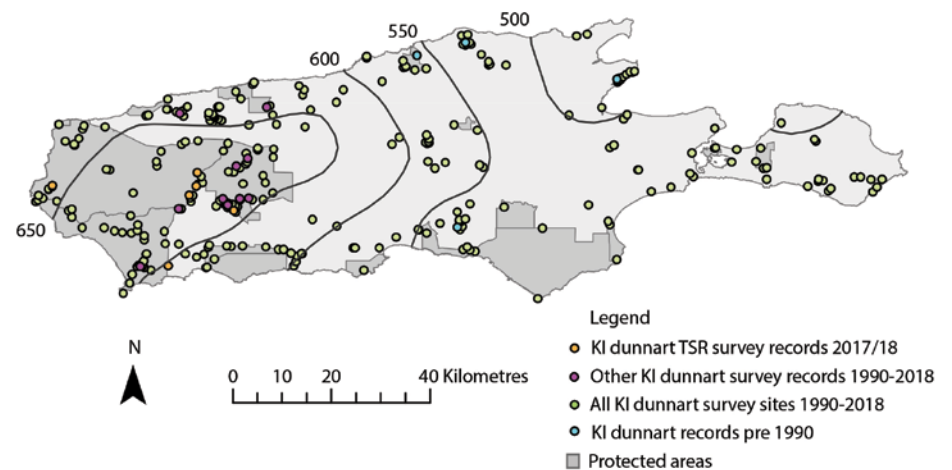 500
550
600
650
Legend
KI dunnart TSR survey records 2017/18
Other KI dunnart survey records 1990-2018
All KI dunnart survey sites 1990-2018
KI dunnart records pre 1990
Protected areas
N
0 10 20 40 Kilometres